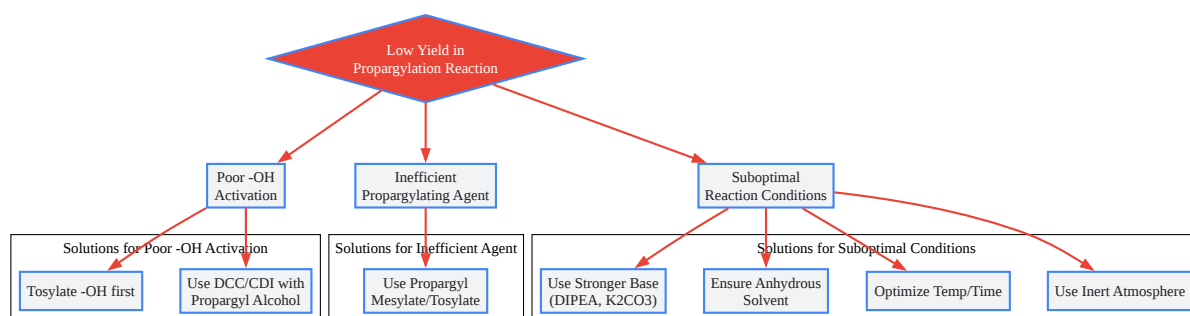 Low Yield in
Propargylation Reaction
Poor -OH
Activation
Inefficient
Propargylating Agent
Suboptimal
Reaction Conditions
Solutions for Poor -OH Activation
Solutions for Inefficient Agent
Solutions for Suboptimal Conditions
Tosylate -OH first
Use DCC/CDI with
Propargyl Alcohol
Use Propargyl
Mesylate/Tosylate
Use Stronger Base
(DIPEA, K2CO3)
Ensure Anhydrous
Solvent
Optimize Temp/Time
Use Inert Atmosphere